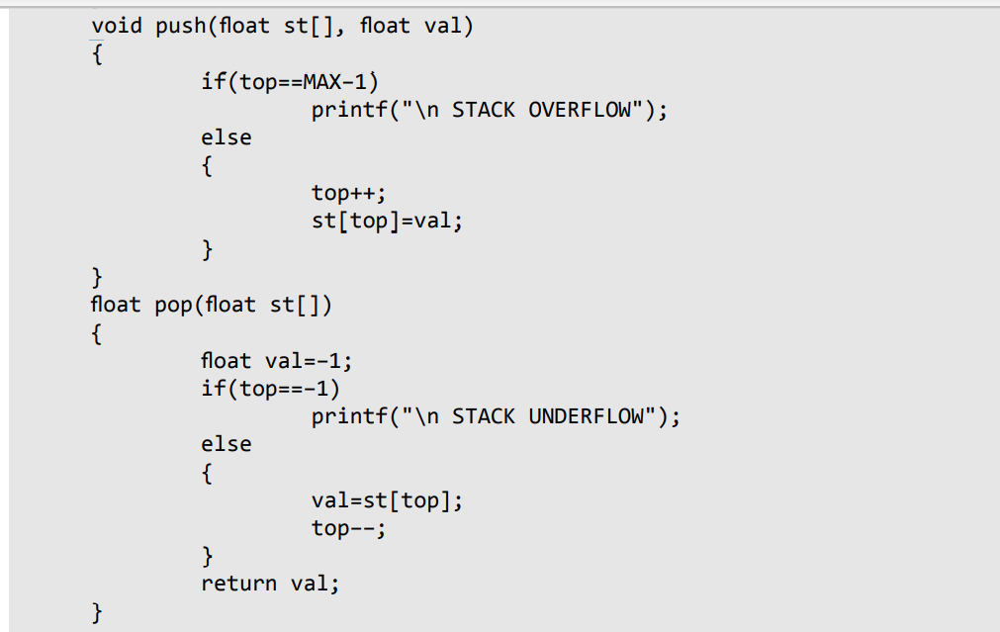 void push(float st[], float val)
{
if(top==MAX-1)
printf("\n STACK OVERFLOW");
else
{
top++;
st[top]=val;
}
}
float pop(float st[])
{
float val=-1;
if(top==-1)
printf("\n STACK UNDERFLOW");
else
{
val=st[top];
top--;
}
return val;
}